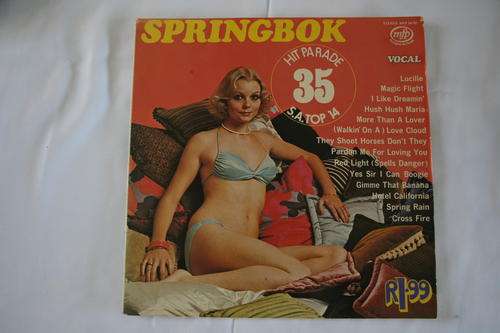 SPRINGBOK
mfp
HIT PARADE
35
S.A. TOP 14
VOCAL
Lucille
Magic Flight
I Like Dreamin'
Hush Hush Maria
More Than A Lover
(Walkin' On A) Love Cloud
They Shoot Horses Don't They
Pardon Me For Loving You
Red Light (Spells Danger)
Yes Sir I Can Boogie
Gimme That Banana
Hotel California
Spring Rain
Cross Fire
R1·99